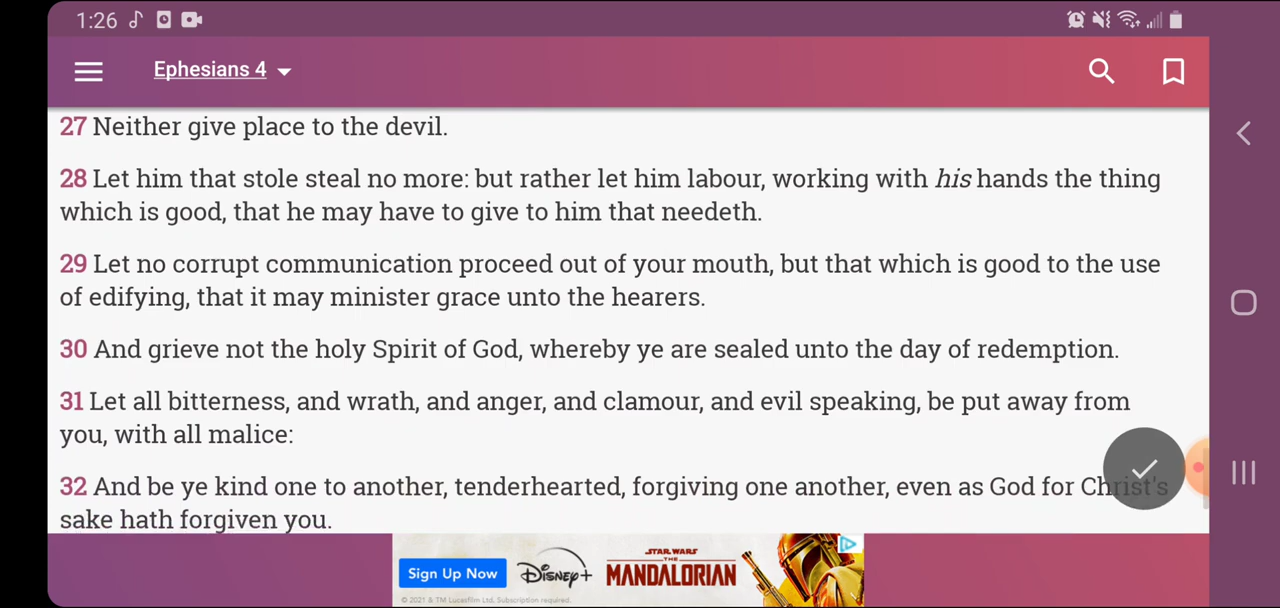 1:26
Ephesians 4
27 Neither give place to the devil.
28 Let him that stole steal no more: but rather let him labour, working with his hands the thing
which is good, that he may have to give to him that needeth.
29 Let no corrupt communication proceed out of your mouth, but that which is good to the use
of edifying, that it may minister grace unto the hearers.
30 And grieve not the holy Spirit of God, whereby ye are sealed unto the day of redemption.
31 Let all bitterness, and wrath, and anger, and clamour, and evil speaking, be put away from
you, with all malice:
32 And be ye kind one to another, tenderhearted, forgiving one another, even as God for Christ's
sake hath forgiven you.
Sign Up Now
Disney+
STAR WARS
THE
MANDALORIAN
© 2021 & TM Lucasfilm Ltd. Subscription required.